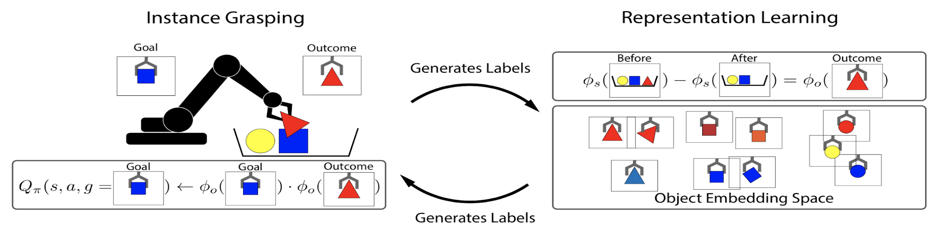 Instance Grasping
Goal
Outcome
Goal
Goal
Outcome
Qπ(s, a, g = ) ← ϕo( ) · ϕo( )
Generates Labels
Generates Labels
Representation Learning
Before
After
Outcome
ϕs( ) − ϕs( ) = ϕo( )
Object Embedding Space